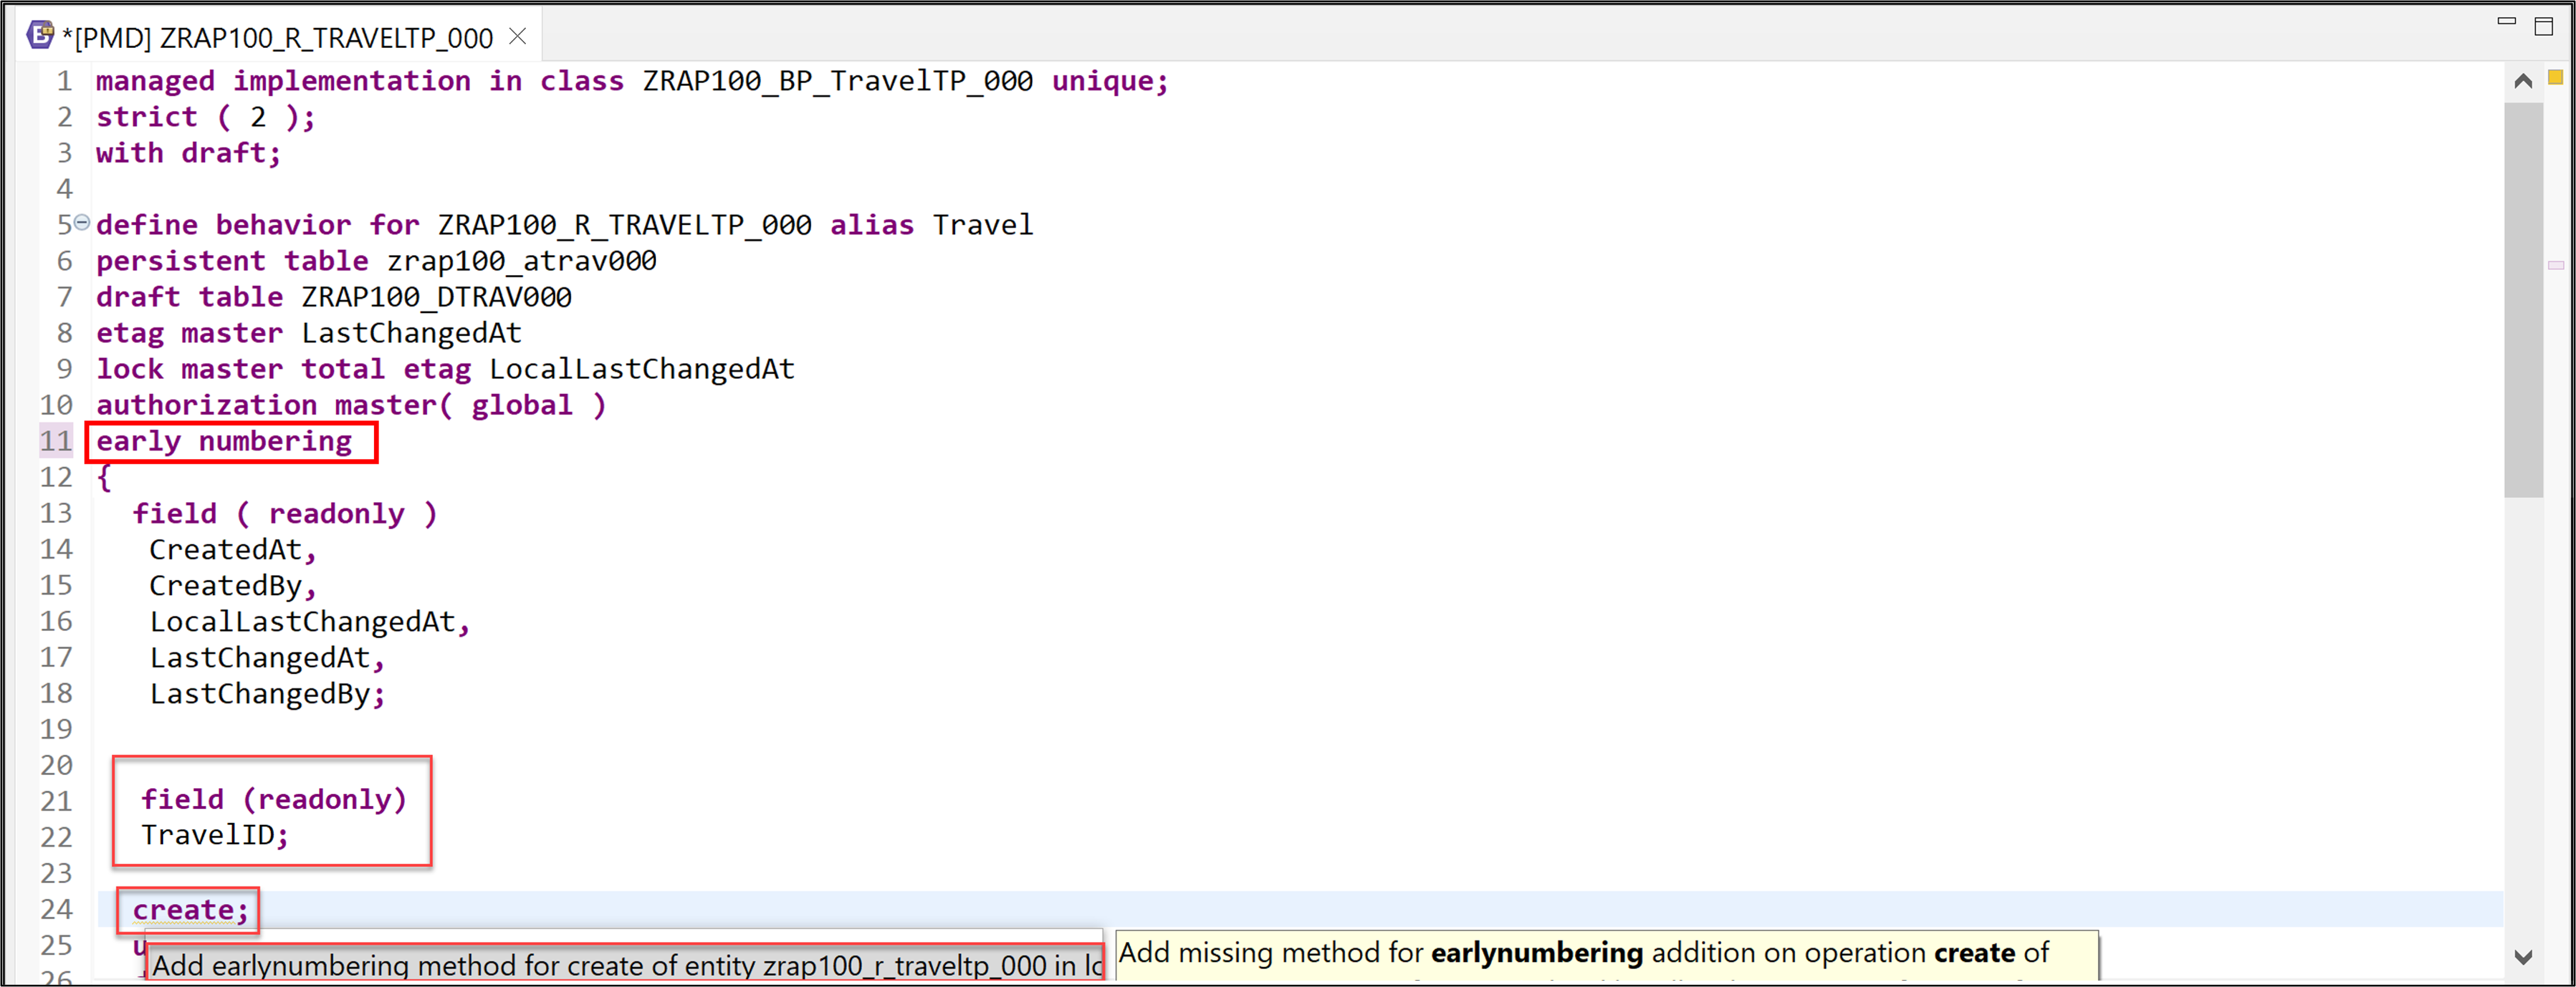 *[PMD] ZRAP100_R_TRAVELTP_000
1 managed implementation in class ZRAP100_BP_TravelTP_000 unique;
2 strict ( 2 );
3 with draft;
4
5 define behavior for ZRAP100_R_TRAVELTP_000 alias Travel
6 persistent table zrap100_atrav000
7 draft table ZRAP100_DTRAV000
8 etag master LastChangedAt
9 lock master total etag LocalLastChangedAt
10 authorization master( global )
11 early numbering
12 {
13 field ( readonly )
14 CreatedAt,
15 CreatedBy,
16 LocalLastChangedAt,
17 LastChangedAt,
18 LastChangedBy;
19
20
21 field (readonly)
22 TravelID;
23
24 create;
25 u
Add earlynumbering method for create of entity zrap100_r_traveltp_000 in lo
Add missing method for earlynumbering addition on operation create of
26